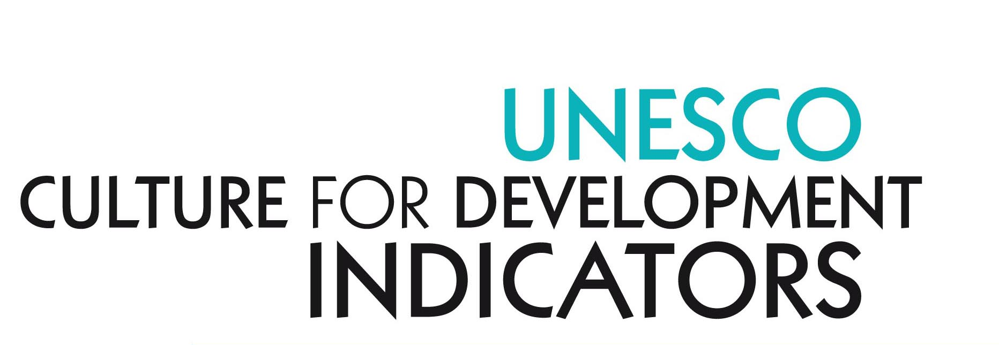 UNESCO
CULTURE FOR DEVELOPMENT
INDICATORS